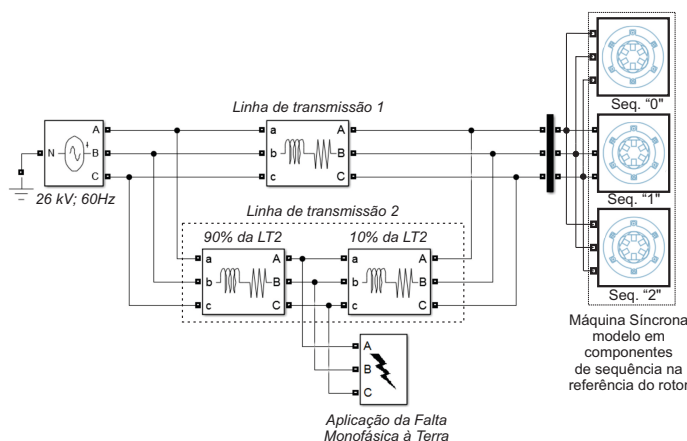 Linha de transmissão 1
Seq. "0"
A
N
B
C
26 kV; 60Hz
a
A
b
B
c
C
Seq. "1"
Linha de transmissão 2
90% da LT2
10% da LT2
a
A
b
B
c
C
a
A
b
B
c
C
Seq. "2"
A
B
C
Máquina Síncrona
modelo em
componentes
de sequência na
referência do rotor
Aplicação da Falta
Monofásica à Terra